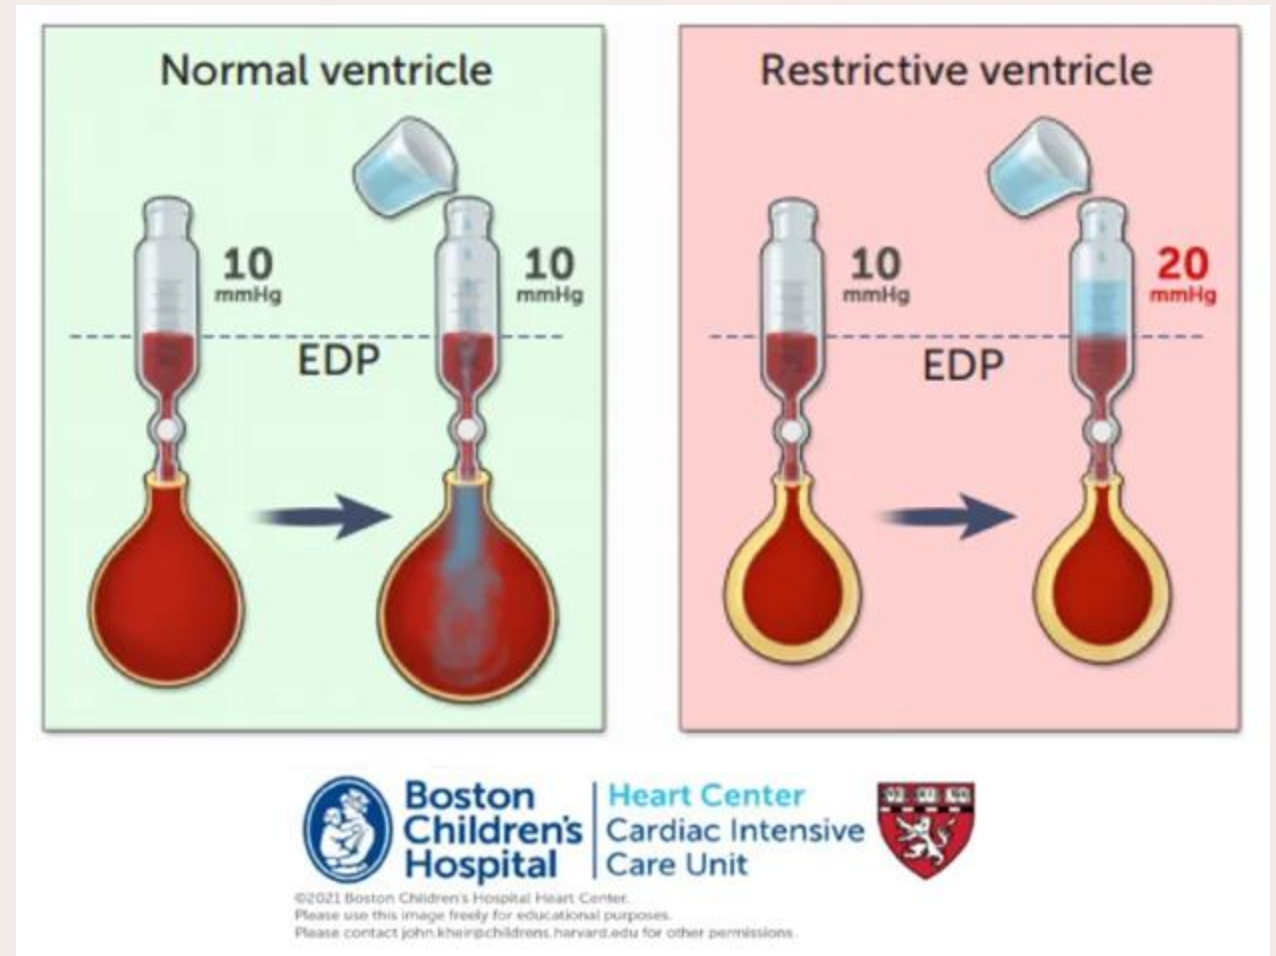 Normal ventricle
10
mmHg
10
mmHg
EDP
Restrictive ventricle
10
mmHg
20
mmHg
EDP
Boston
Children's
Hospital
Heart Center
Cardiac Intensive
Care Unit
©2021 Boston Children's Hospital Heart Center.
Please use this image freely for educational purposes.
Please contact john.kheir@childrens.harvard.edu for other permissions.